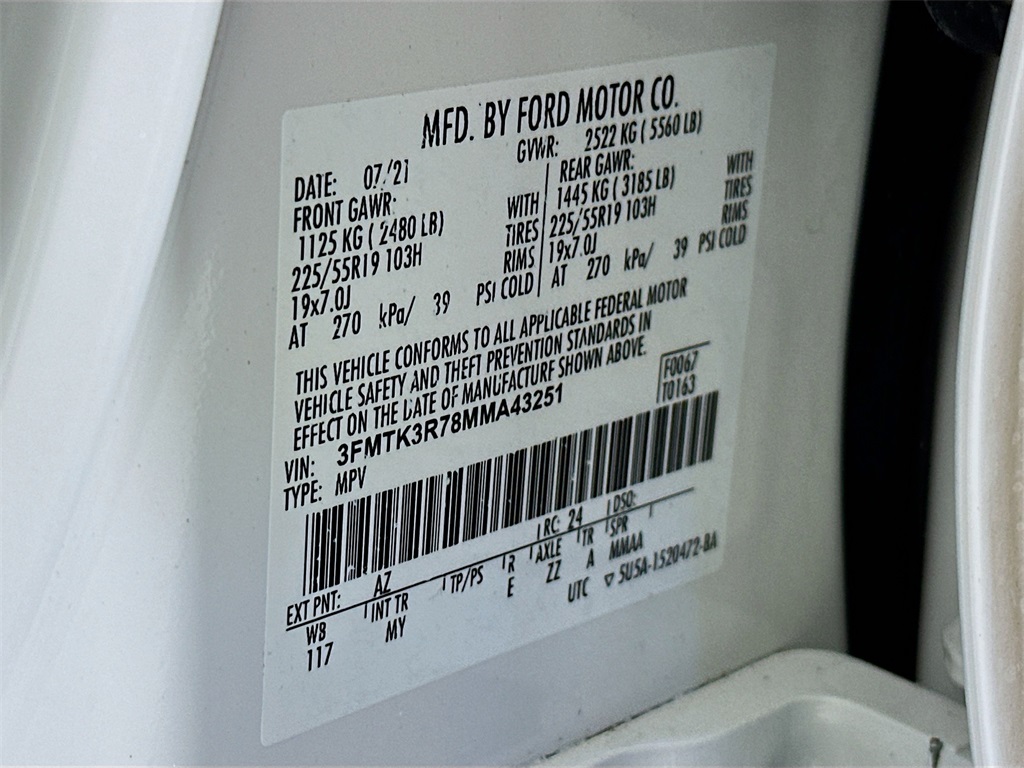 MFD. BY FORD MOTOR CO.
DATE: 07/21 GVWR: 2522 KG ( 5560 LB)
FRONT GAWR: REAR GAWR:
1125 KG ( 2480 LB) WITH 1445 KG ( 3185 LB) WITH
225/55R19 103H TIRES 225/55R19 103H TIRES
19x7.0J RIMS 19x7.0J RIMS
AT 270 kPa/ 39 PSI COLD AT 270 kPa/ 39 PSI COLD
THIS VEHICLE CONFORMS TO ALL APPLICABLE FEDERAL MOTOR
VEHICLE SAFETY AND THEFT PREVENTION STANDARDS IN
EFFECT ON THE DATE OF MANUFACTURE SHOWN ABOVE.
F0067
T0163
VIN: 3FMTK3R78MMA43251
TYPE: MPV
EXT PNT: AZ RC: 24 DSO:
INT TR TP/PS R AXLE TR SPR
W8 MY E ZZ A MMAA
117 UTC ▽ 5U5A-1520472-BA